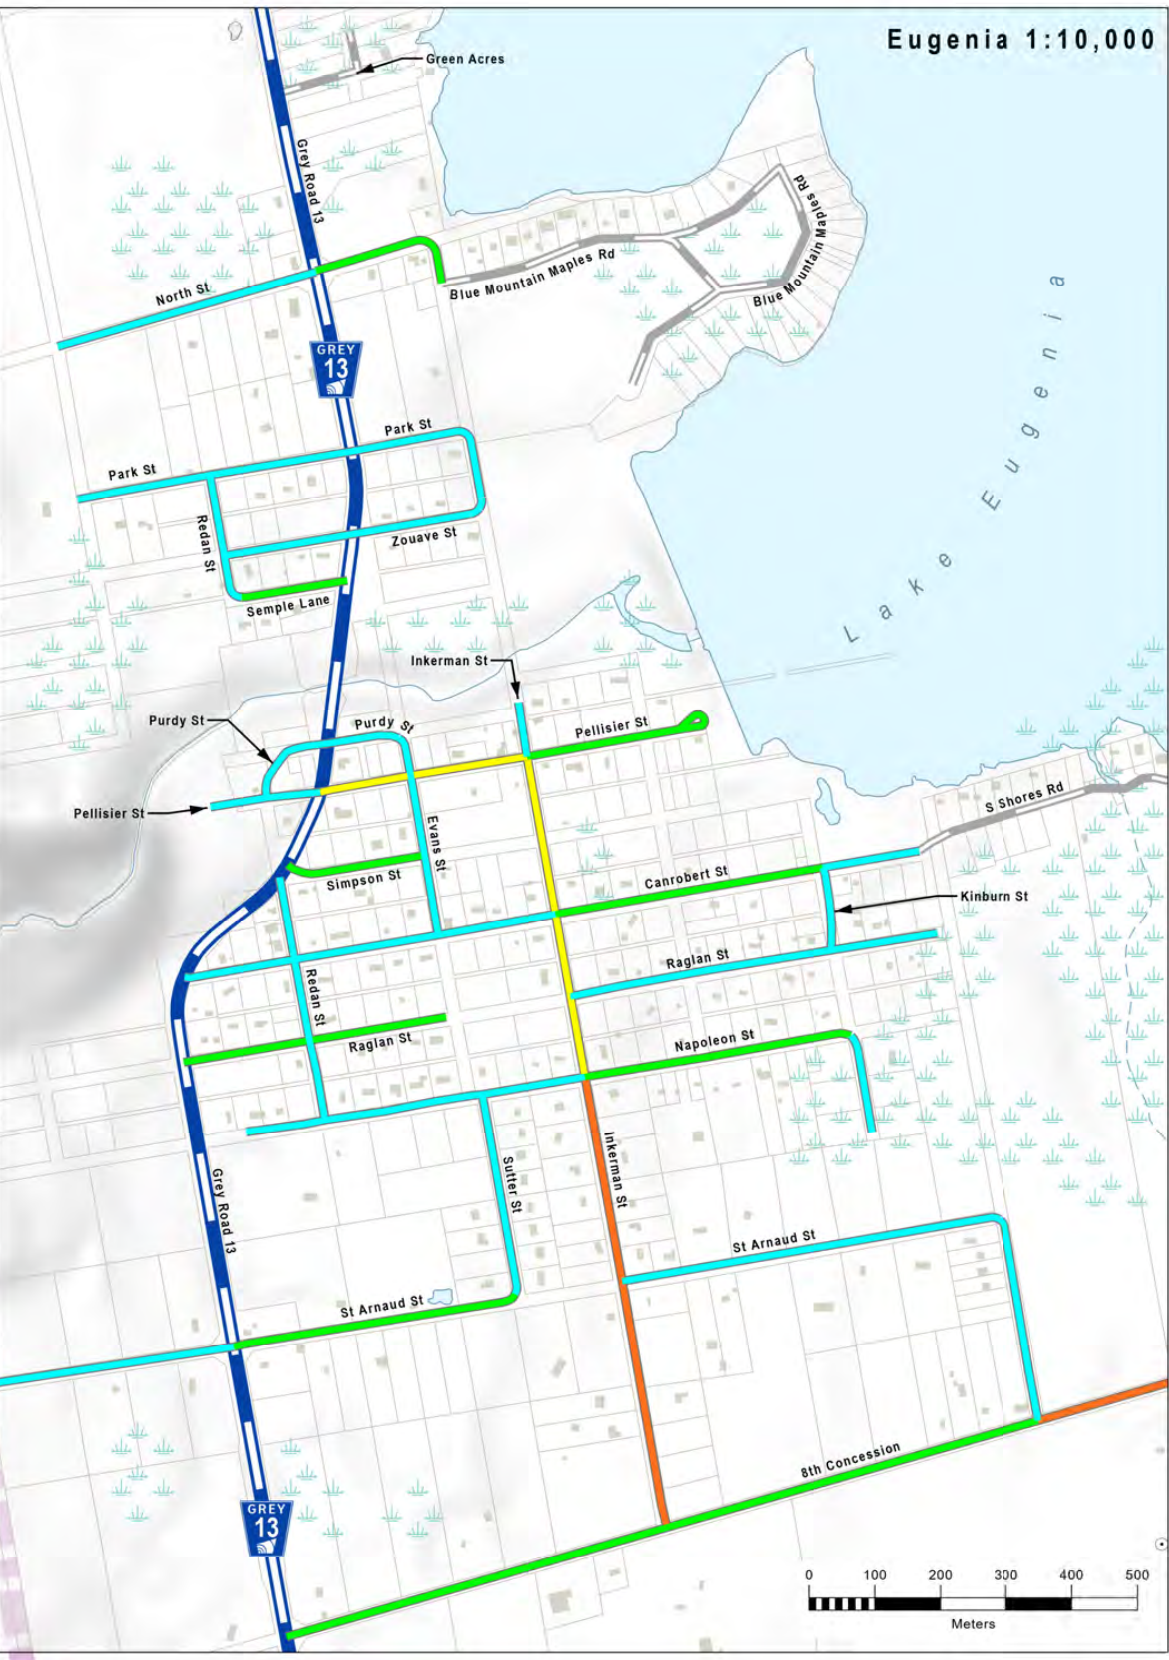 Eugenia 1:10,000
Green Acres
Grey Road 13
Blue Mountain Maples Rd
North St
Blue Mountain Maples Rd
Blue Mountain Maples Rd
GREY
13
Lake Eugenia
Park St
Park St
Redan St
Zouave St
Semple Lane
Inkerman St
Purdy St
Purdy St
Pellisier St
Pellisier St
S Shores Rd
Evans St
Simpson St
Canrobert St
Kinburn St
Raglan St
Redan St
Raglan St
Napoleon St
Inkerman St
Sutter St
Grey Road 13
St Arnaud St
St Arnaud St
8th Concession
GREY
13
0 100 200 300 400 500
Meters